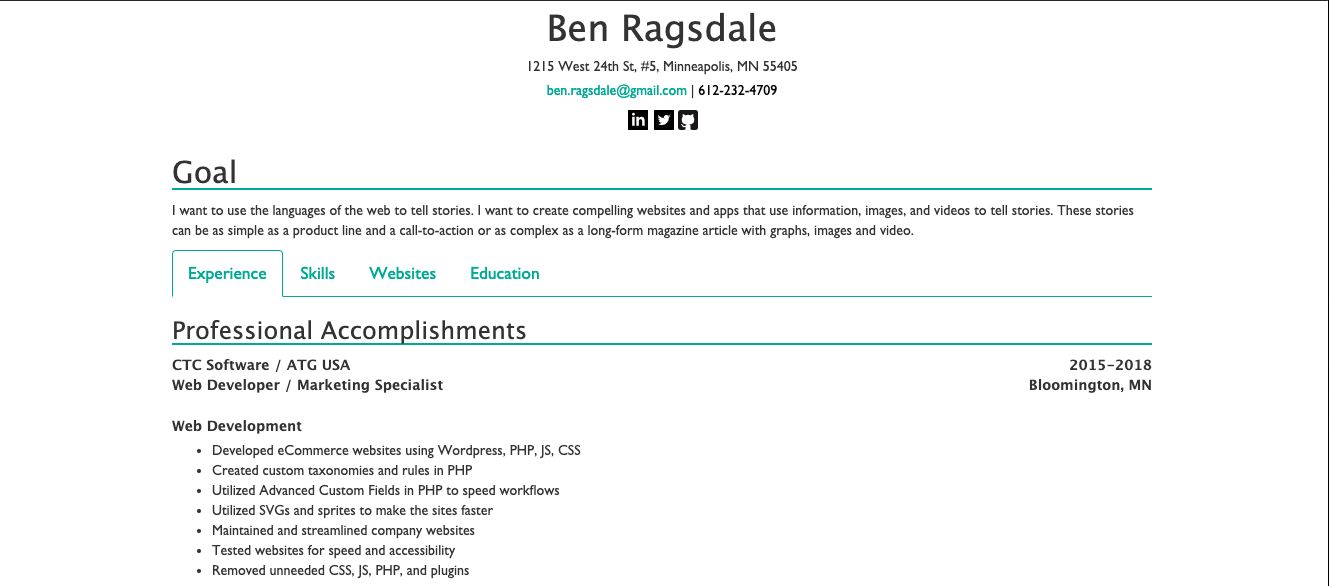 Ben Ragsdale
1215 West 24th St, #5, Minneapolis, MN 55405
ben.ragsdale@gmail.com | 612-232-4709
in
Goal
I want to use the languages of the web to tell stories. I want to create compelling websites and apps that use information, images, and videos to tell stories. These stories
can be as simple as a product line and a call-to-action or as complex as a long-form magazine article with graphs, images and video.
Experience Skills Websites Education
Professional Accomplishments
CTC Software / ATG USA 2015–2018
Web Developer / Marketing Specialist Bloomington, MN
Web Development
• Developed eCommerce websites using Wordpress, PHP, JS, CSS
• Created custom taxonomies and rules in PHP
• Utilized Advanced Custom Fields in PHP to speed workflows
• Utilized SVGs and sprites to make the sites faster
• Maintained and streamlined company websites
• Tested websites for speed and accessibility
• Removed unneeded CSS, JS, PHP, and plugins